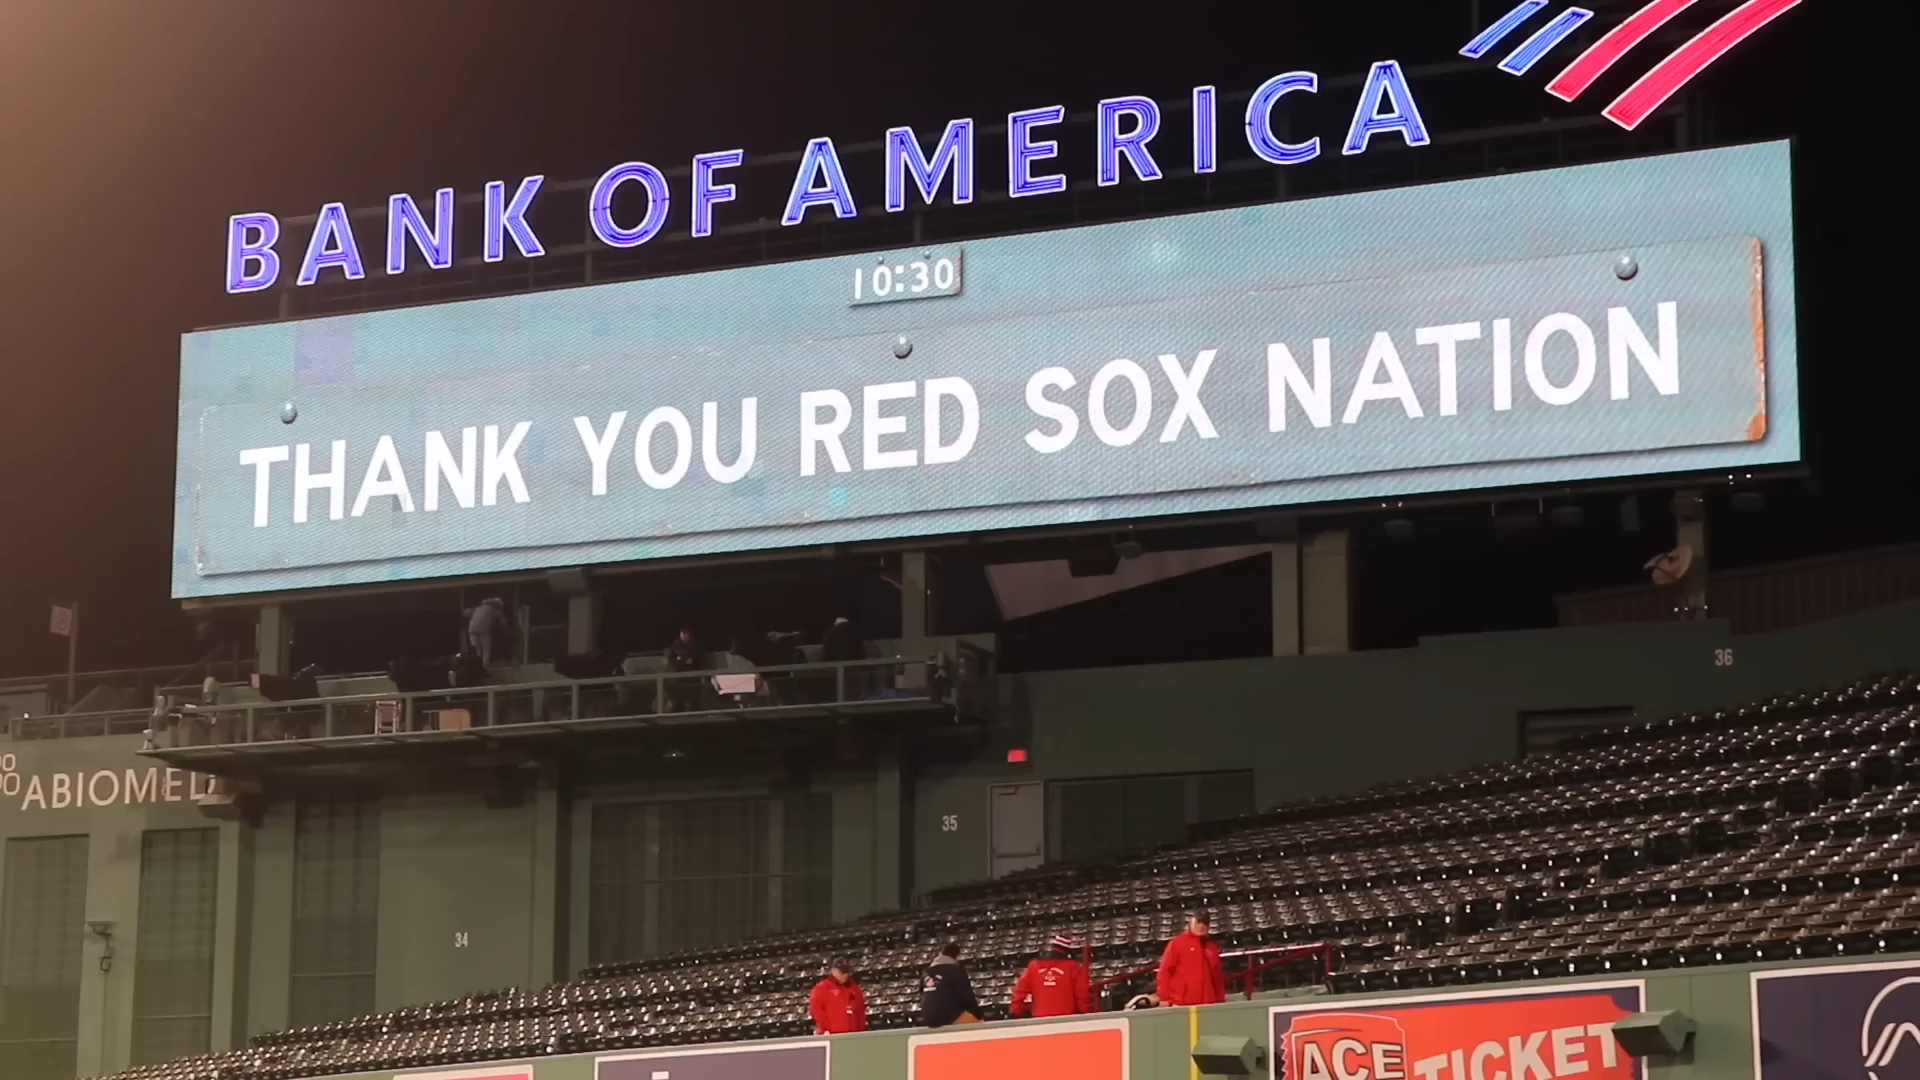 BANK OF AMERICA
10:30
THANK YOU RED SOX NATION
36
ABIOMED
35
34
ACE TICKET